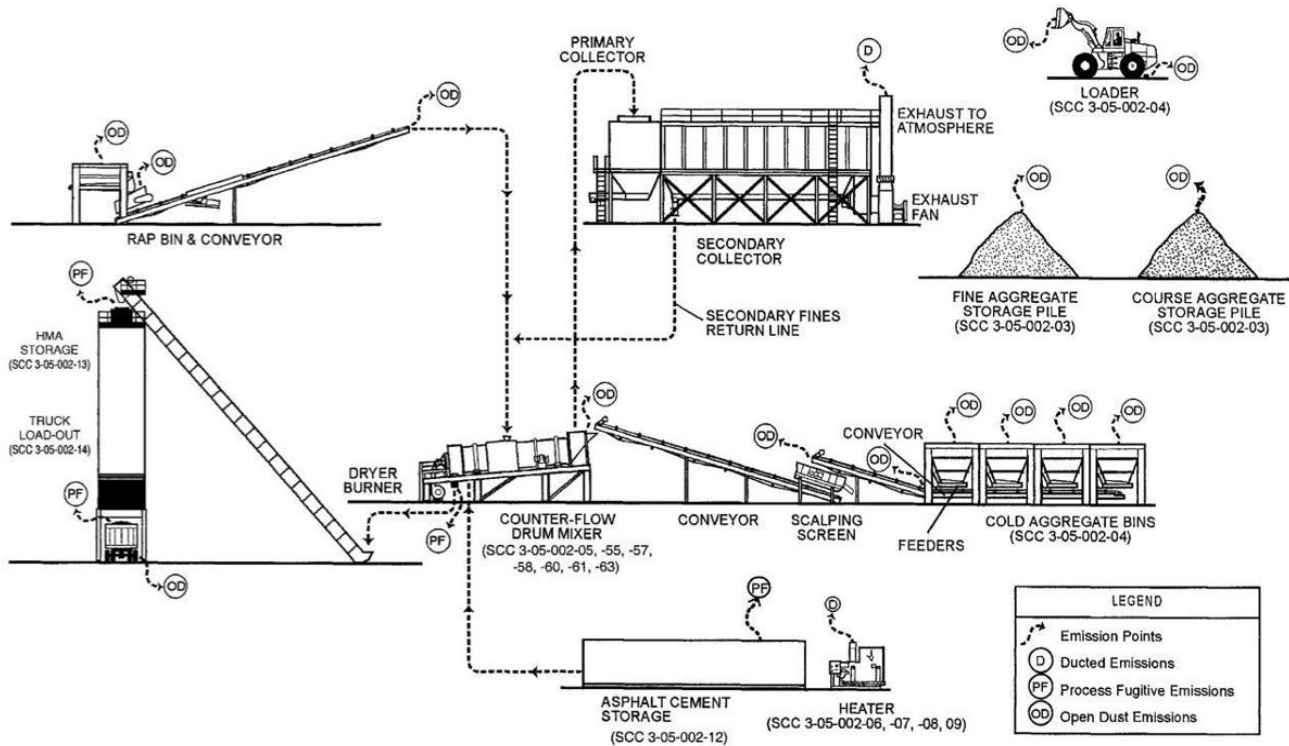 PRIMARY
COLLECTOR
D
OD
OD
LOADER
(SCC 3-05-002-04)
OD
OD
OD
RAP BIN & CONVEYOR
EXHAUST TO
ATMOSPHERE
EXHAUST
FAN
SECONDARY
COLLECTOR
SECONDARY FINES
RETURN LINE
OD
OD
FINE AGGREGATE
STORAGE PILE
(SCC 3-05-002-03)
COURSE AGGREGATE
STORAGE PILE
(SCC 3-05-002-03)
PF
HMA
STORAGE
(SCC 3-05-002-13)
TRUCK
LOAD-OUT
(SCC 3-05-002-14)
PF
OD
DRYER
BURNER
PF
COUNTER-FLOW
DRUM MIXER
(SCC 3-05-002-05, -55, -57,
-58, -60, -61, -63)
OD
CONVEYOR
OD
SCALPING
SCREEN
CONVEYOR
OD
FEEDERS
OD
OD
OD
OD
COLD AGGREGATE BINS
(SCC 3-05-002-04)
PF
ASPHALT CEMENT
STORAGE
(SCC 3-05-002-12)
D
HEATER
(SCC 3-05-002-06, -07, -08, 09)
LEGEND
Emission Points
D Ducted Emissions
PF Process Fugitive Emissions
OD Open Dust Emissions